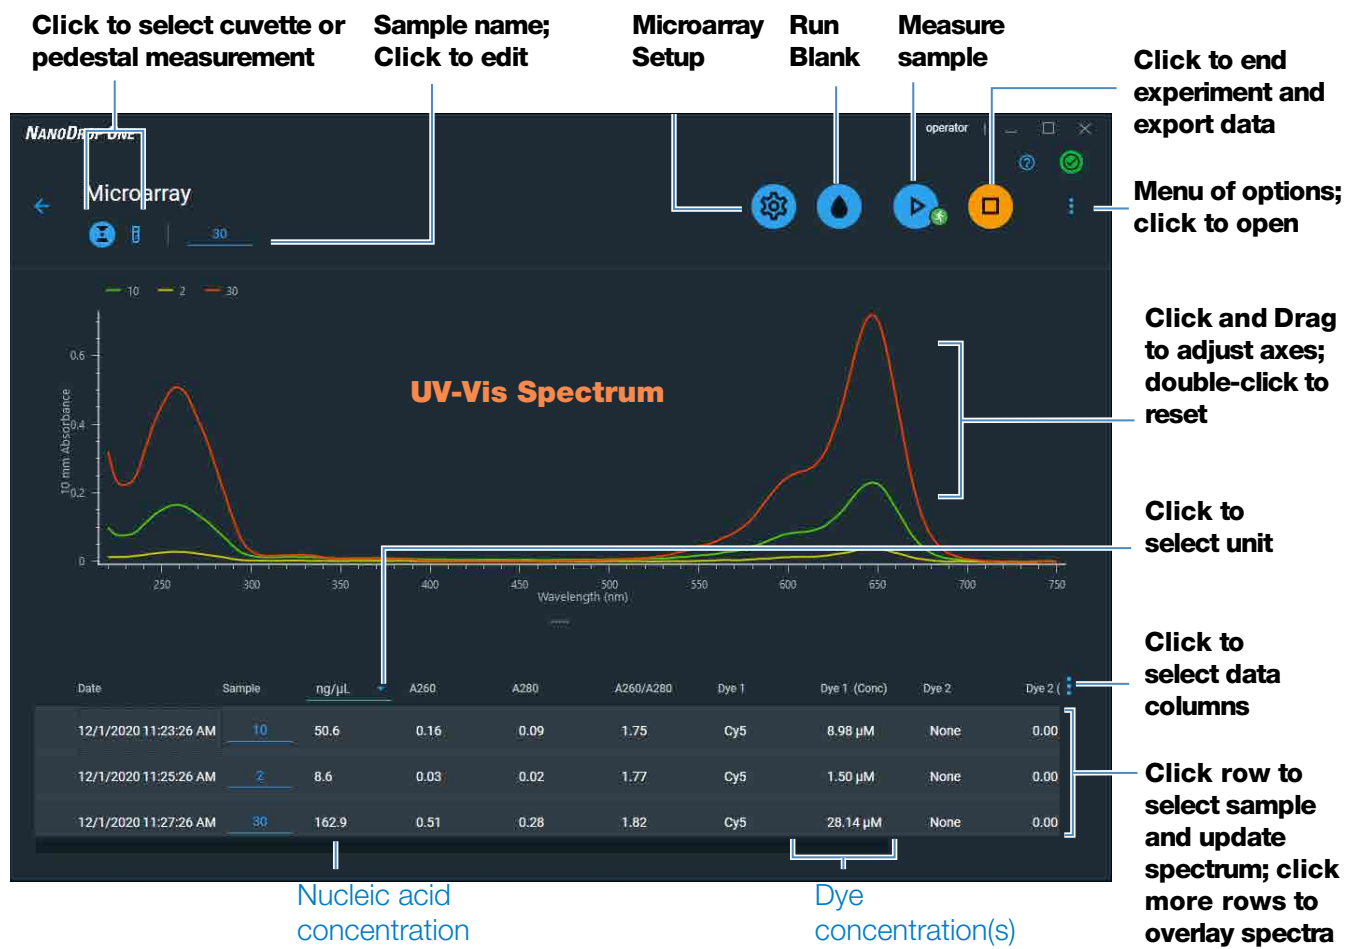 Click to select cuvette or
pedestal measurement
Sample name;
Click to edit
Microarray
Setup
Run
Blank
Measure
sample
Click to end
experiment and
export data
NANODROP ONE
operator
Microarray
30
Menu of options;
click to open
10 2 30
Click and Drag
to adjust axes;
double-click to
reset
UV-Vis Spectrum
10 mm Absorbance
0.6
0.4
0.2
0
250 300 350 400 450 500 550 600 650 700 750
Wavelength (nm)
Click to
select unit
Click to
select data
columns
Date Sample ng/µL A260 A280 A260/A280 Dye 1 Dye 1 (Conc) Dye 2 Dye 2 (
12/1/2020 11:23:26 AM 10 50.6 0.16 0.09 1.75 Cy5 8.98 µM None 0.00
12/1/2020 11:25:26 AM 2 8.6 0.03 0.02 1.77 Cy5 1.50 µM None 0.00
12/1/2020 11:27:26 AM 30 162.9 0.51 0.28 1.82 Cy5 28.14 µM None 0.00
Click row to
select sample
and update
spectrum; click
more rows to
overlay spectra
Nucleic acid
concentration
Dye
concentration(s)